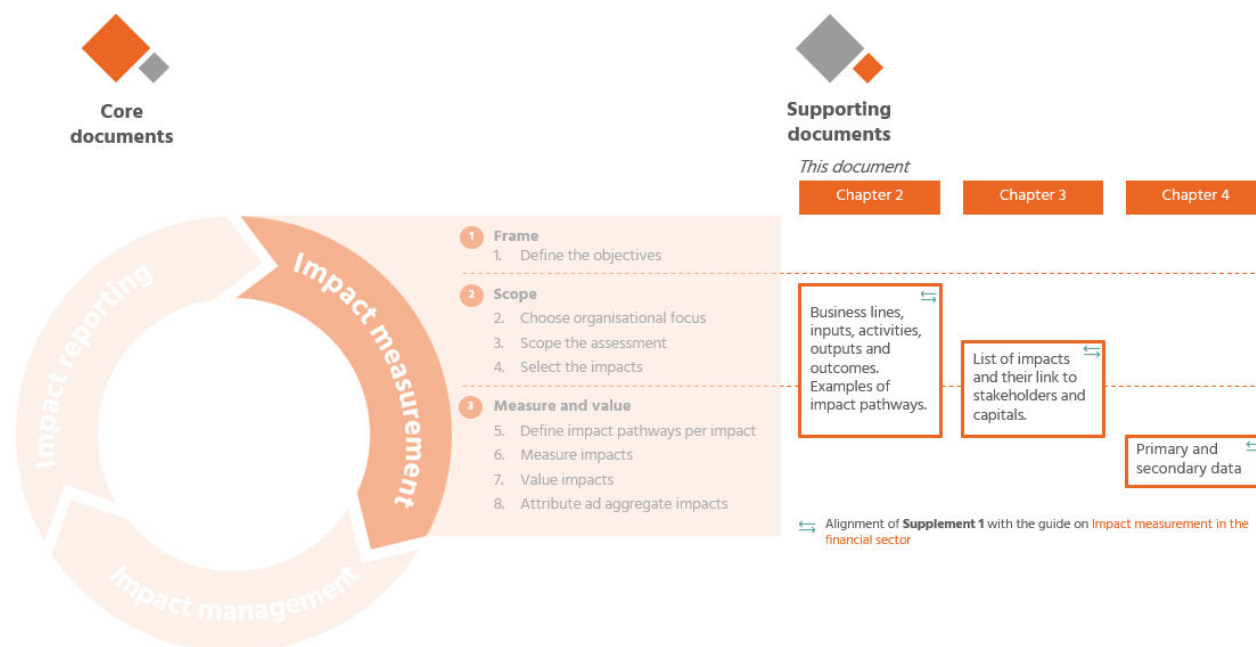 Core
documents
Supporting
documents
This document
Chapter 2
Chapter 3
Chapter 4
Impact reporting
Impact measurement
Impact management
1 Frame
1. Define the objectives
2 Scope
2. Choose organisational focus
3. Scope the assessment
4. Select the impacts
3 Measure and value
5. Define impact pathways per impact
6. Measure impacts
7. Value impacts
8. Attribute ad aggregate impacts
Business lines,
inputs, activities,
outputs and
outcomes.
Examples of
impact pathways.
List of impacts
and their link to
stakeholders and
capitals.
Primary and
secondary data
Alignment of Supplement 1 with the guide on Impact measurement in the
financial sector